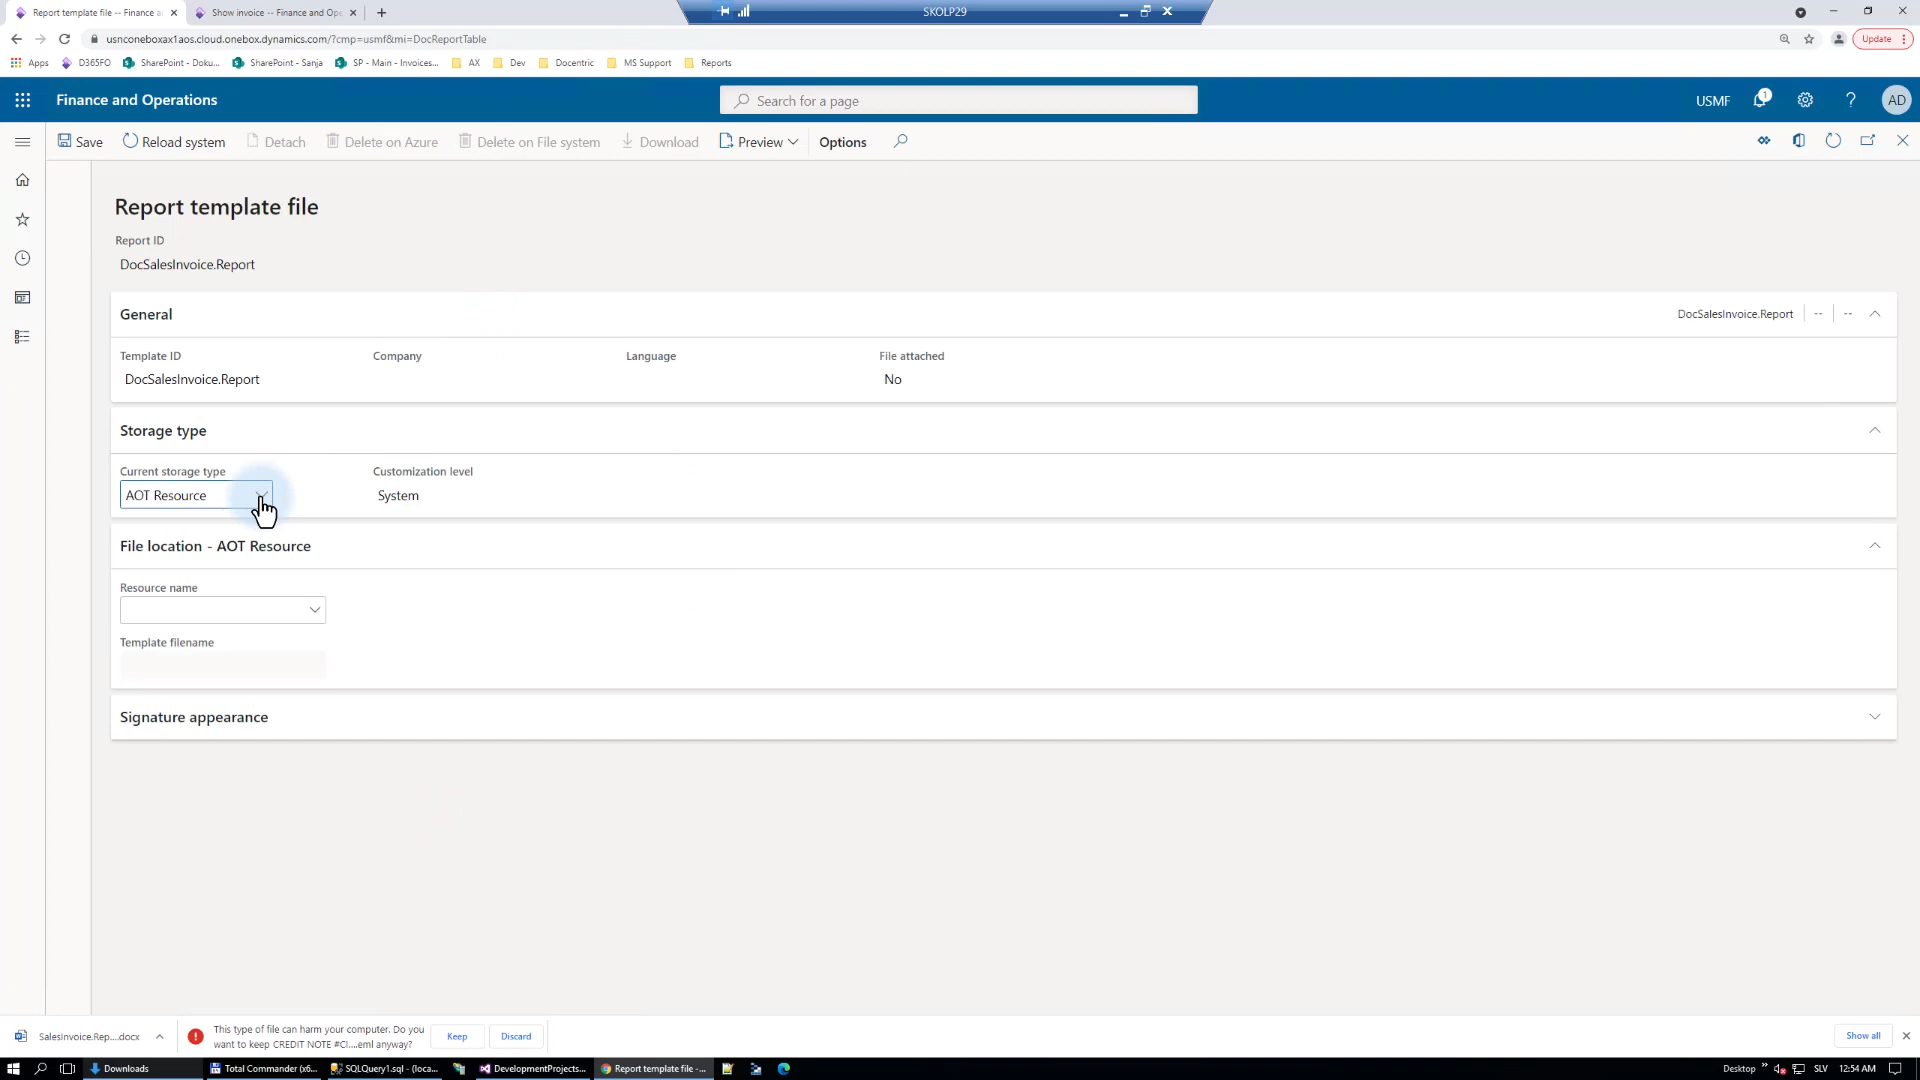 Report template file -- Finance a
Show invoice -- Finance and Ope
SKOLP29
usnconeboxax1aos.cloud.onebox.dynamics.com/?cmp=usmf&mi=DocReportTable
Update
Apps
D365FO
SharePoint - Doku...
SharePoint - Sanja
SP - Main - Invoices...
AX
Dev
Docentric
MS Support
Reports
Finance and Operations
Search for a page
USMF
1
?
AD
Save
Reload system
Detach
Delete on Azure
Delete on File system
Download
Preview
Options
Report template file
Report ID
DocSalesInvoice.Report
General
DocSalesInvoice.Report
--
--
Template ID
Company
Language
File attached
DocSalesInvoice.Report
No
Storage type
Current storage type
Customization level
AOT Resource
System
File location - AOT Resource
Resource name
Template filename
Signature appearance
SalesInvoice.Rep....docx
This type of file can harm your computer. Do you
want to keep CREDIT NOTE #CI....eml anyway?
Keep
Discard
Show all
Downloads
Total Commander (x6...
SQLQuery1.sql - (loca...
DevelopmentProjects...
Report template file -...
Desktop
SLV
12:54 AM